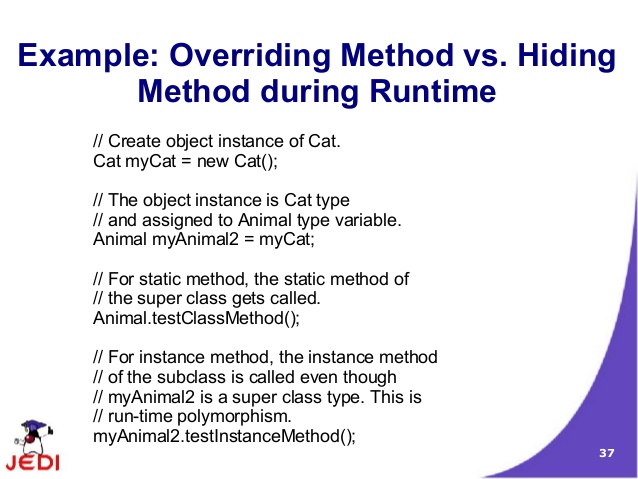 Example: Overriding Method vs. Hiding
Method during Runtime
// Create object instance of Cat.
Cat myCat = new Cat();
// The object instance is Cat type
// and assigned to Animal type variable.
Animal myAnimal2 = myCat;
// For static method, the static method of
// the super class gets called.
Animal.testClassMethod();
// For instance method, the instance method
// of the subclass is called even though
// myAnimal2 is a super class type. This is
// run-time polymorphism.
myAnimal2.testInstanceMethod();
JEDI
37